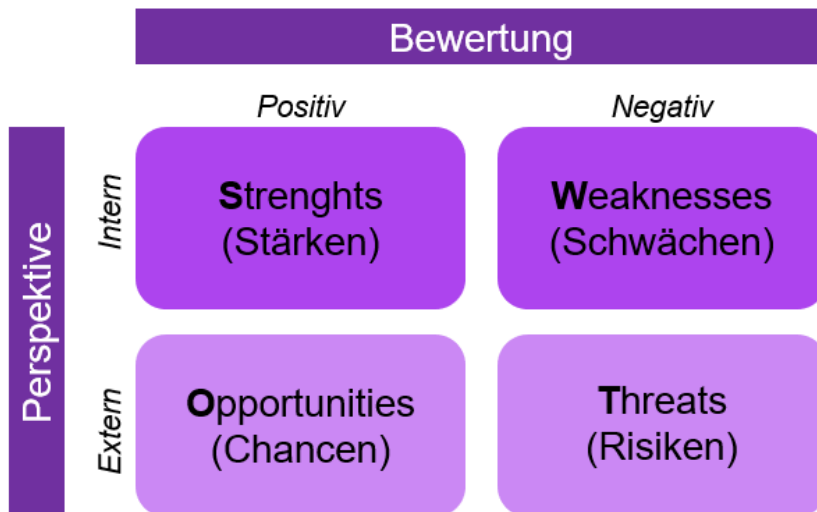 Bewertung
Positiv
Negativ
Perspektive
Intern
Strenghts
(Stärken)
Weaknesses
(Schwächen)
Extern
Opportunities
(Chancen)
Threats
(Risiken)